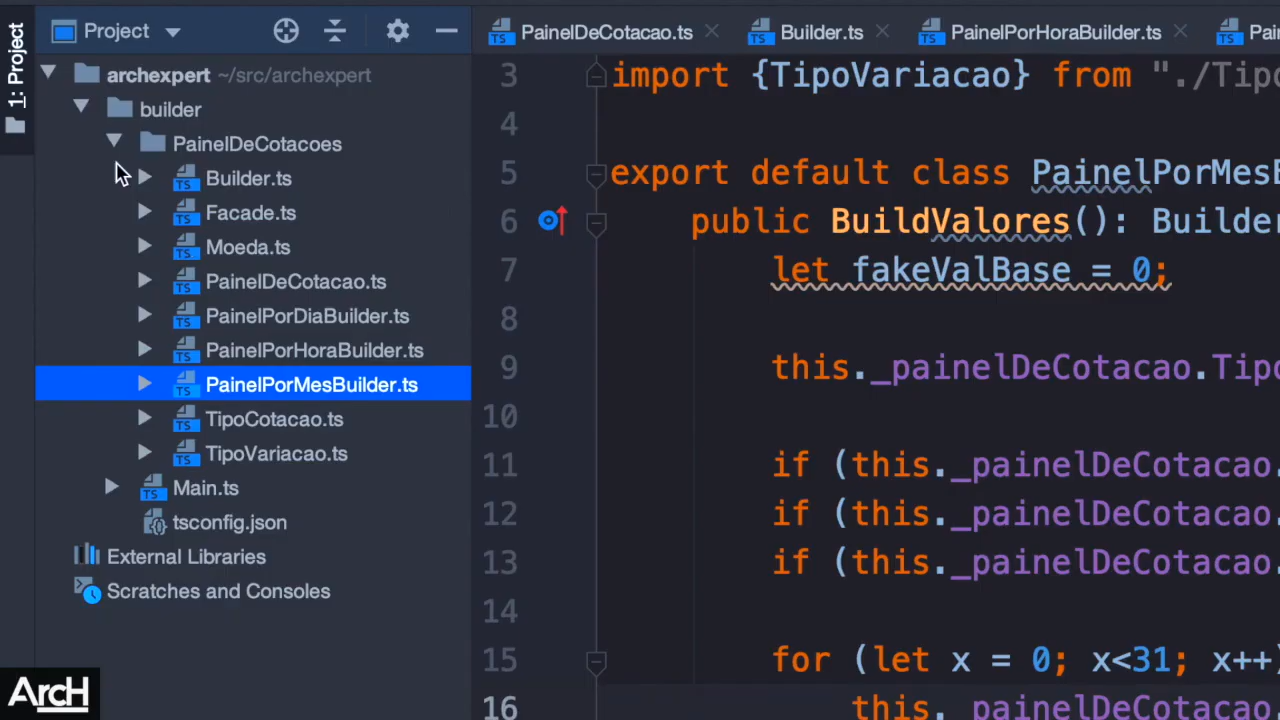 1: Project
Project
PainelDeCotacao.ts
Builder.ts
PainelPorHoraBuilder.ts
archexpert ~/src/archexpert
builder
PainelDeCotacoes
Builder.ts
Facade.ts
Moeda.ts
PainelDeCotacao.ts
PainelPorDiaBuilder.ts
PainelPorHoraBuilder.ts
PainelPorMesBuilder.ts
TipoCotacao.ts
TipoVariacao.ts
Main.ts
tsconfig.json
External Libraries
Scratches and Consoles
3 import {TipoVariacao} from "./Tipo
4
5 export default class PainelPorMesB
6 public BuildValores(): Builder
7 let fakeValBase = 0;
8
9 this._painelDeCotacao.Tipo
10
11 if (this._painelDeCotacao.
12 if (this._painelDeCotacao.
13 if (this._painelDeCotacao.
14
15 for (let x = 0; x<31; x++)
16 this._painelDeCotacao.
ArcH